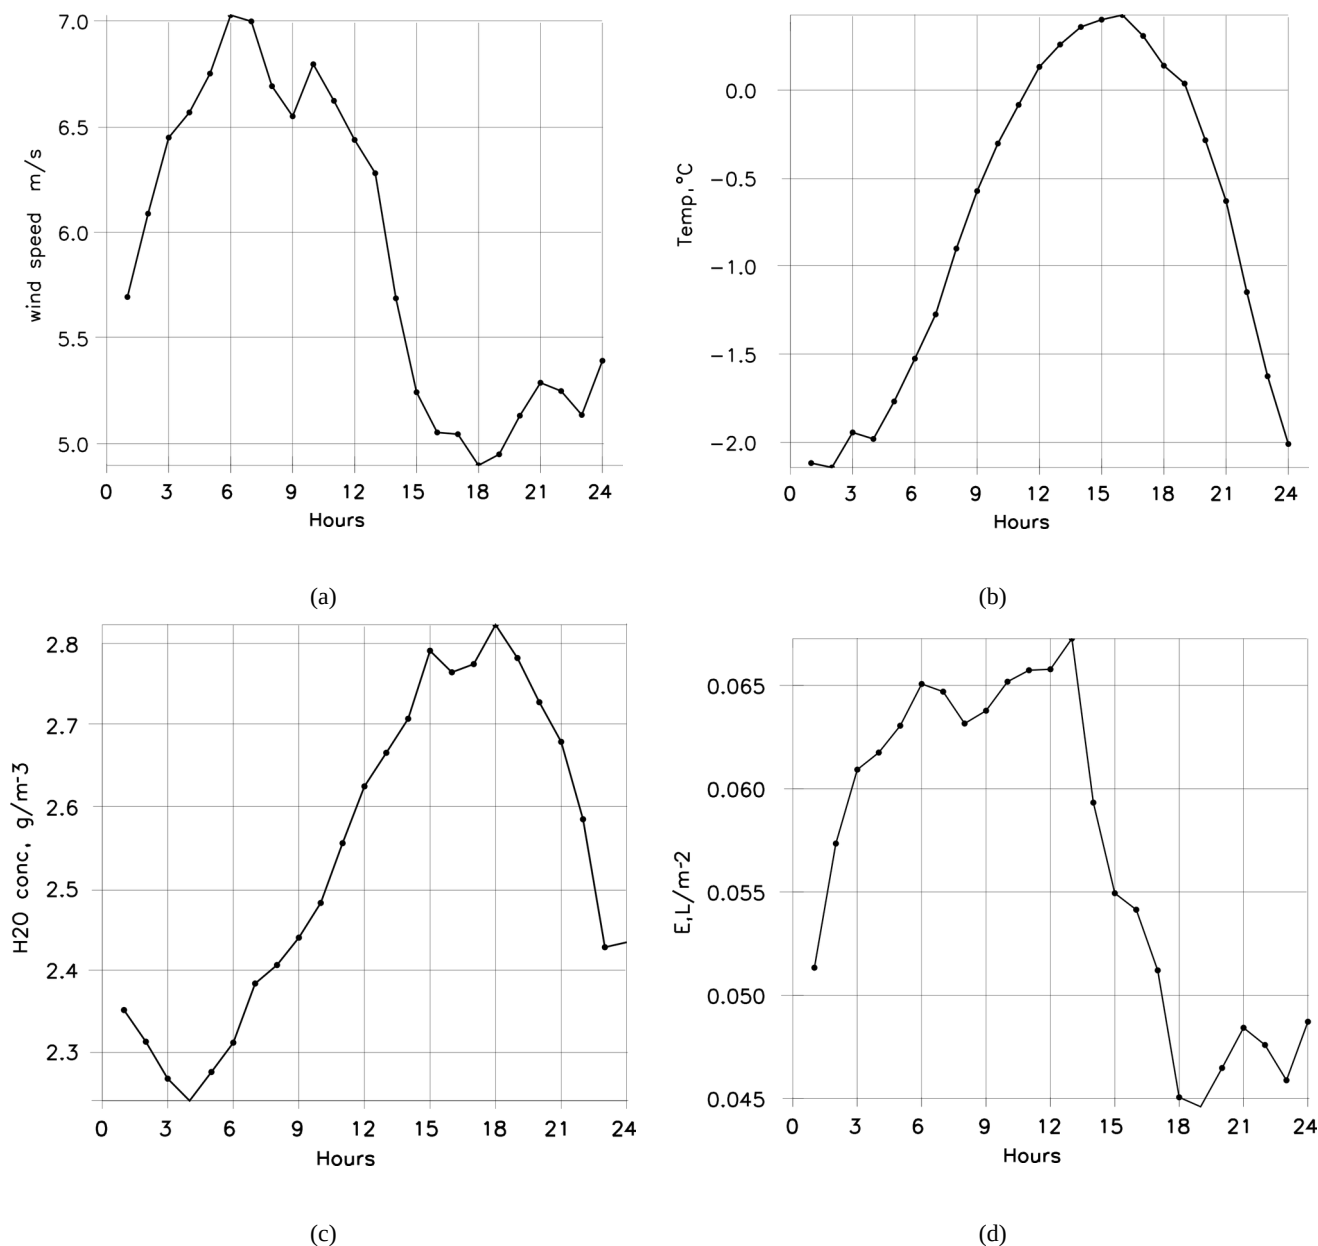 7.0
6.5
6.0
5.5
5.0
wind speed m/s
0 3 6 9 12 15 18 21 24
Hours
(a)
0.0
−0.5
−1.0
−1.5
−2.0
Temp,°C
0 3 6 9 12 15 18 21 24
Hours
(b)
2.8
2.7
2.6
2.5
2.4
2.3
H2O conc, g/m-3
0 3 6 9 12 15 18 21 24
Hours
(c)
0.065
0.060
0.055
0.050
0.045
E,L/m-2
0 3 6 9 12 15 18 21 24
Hours
(d)